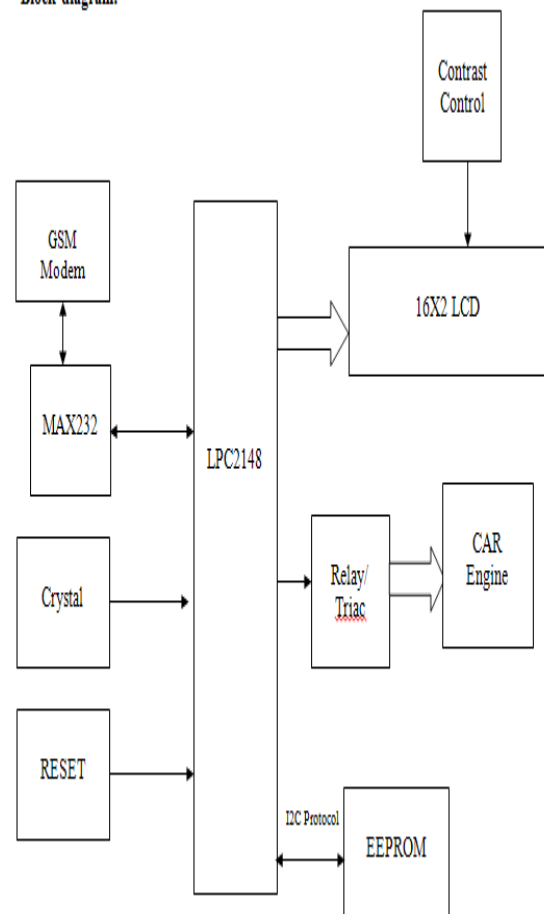 Block diagram:
Contrast
Control
GSM
Modem
16X2 LCD
MAX232
LPC2148
CAR
Engine
Relay/
Triac
Crystal
RESET
I2C Protocol
EEPROM